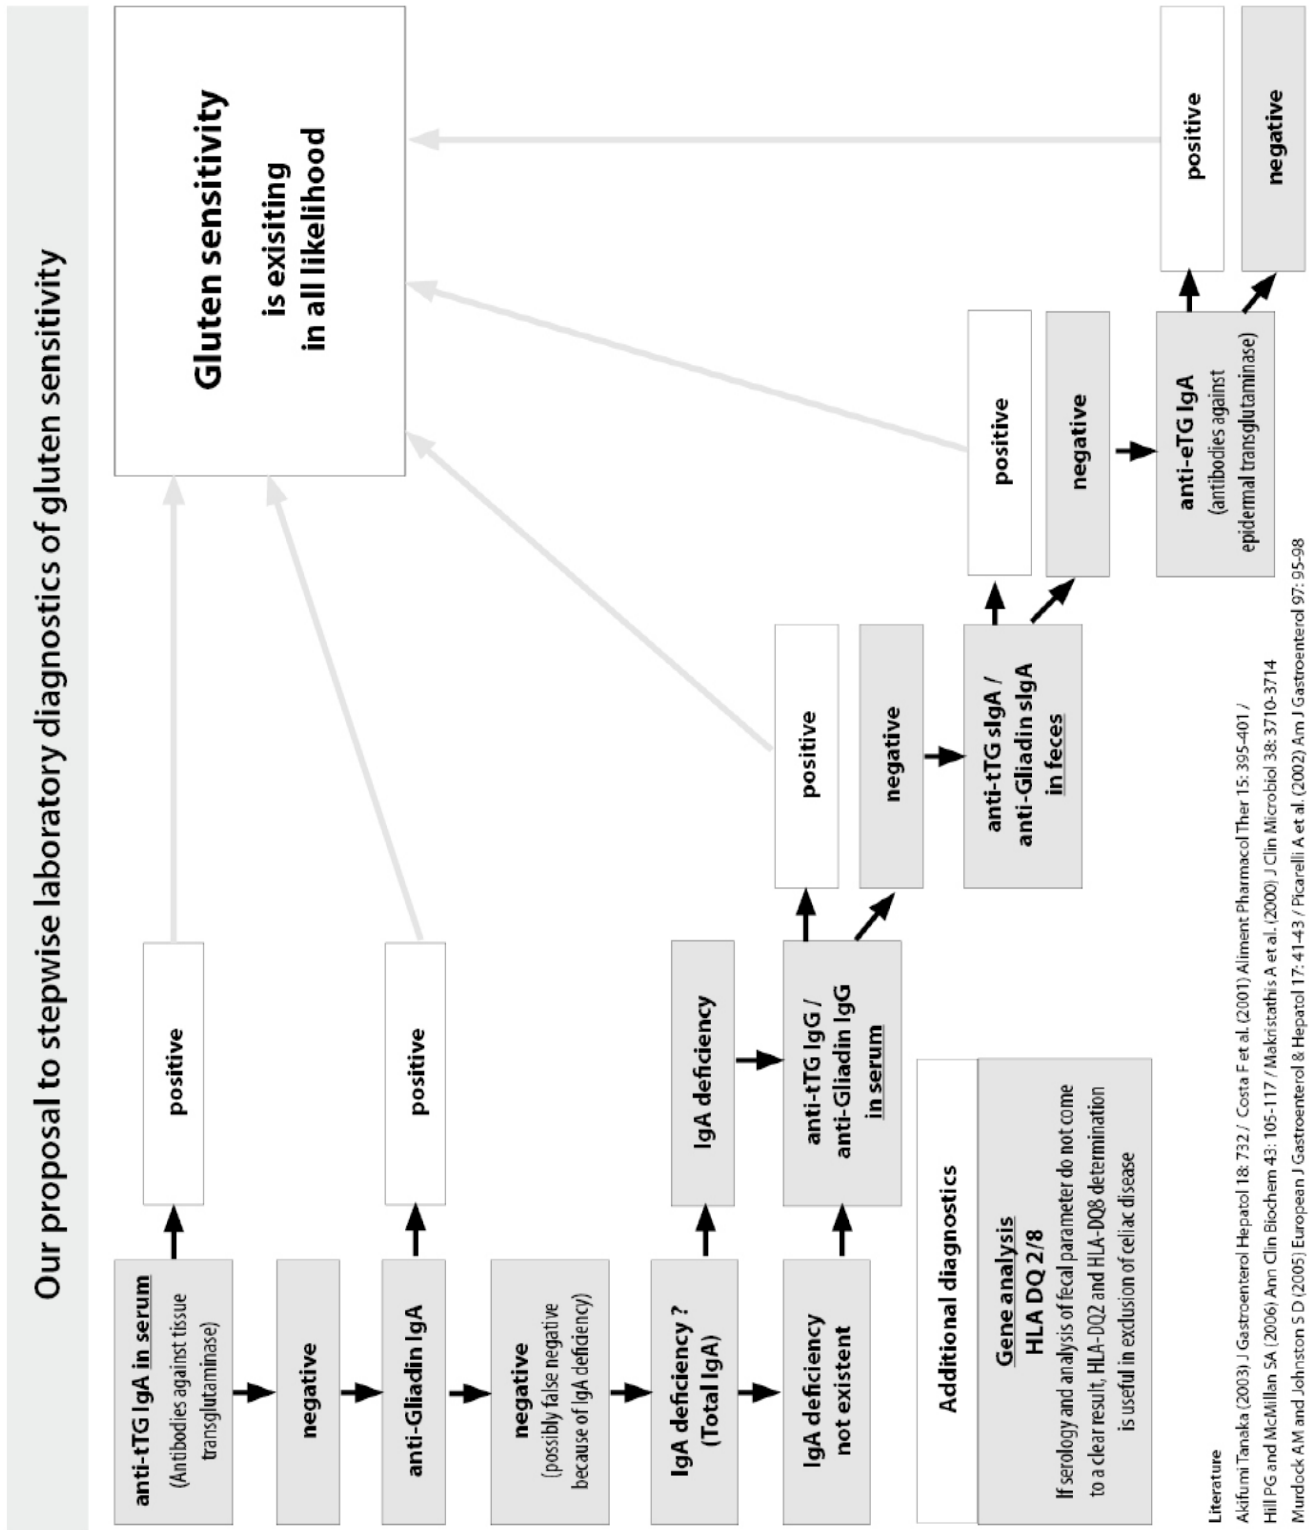 Our proposal to stepwise laboratory diagnostics of gluten sensitivity
anti-tTG IgA in serum
(Antibodies against tissue
transglutaminase)
positive
Gluten sensitivity
is exisiting
in all likelihood
negative
anti-Gliadin IgA
positive
negative
(possibly false negative
because of IgA deficiency)
IgA deficiency ?
(Total IgA)
IgA deficiency
IgA deficiency
not existent
anti-tTG IgG /
anti-Gliadin IgG
in serum
positive
negative
anti-tTG sIgA /
anti-Gliadin sIgA
in feces
positive
negative
anti-eTG IgA
(antibodies against
epidermal transglutaminase)
positive
negative
Additional diagnostics
Gene analysis
HLA DQ 2/8
If serology and analysis of fecal parameter do not come
to a clear result, HLA-DQ2 and HLA-DQ8 determination
is useful in exclusion of celiac disease
Literature
Akifumi Tanaka (2003) J Gastroenterol Hepatol 18: 732 / Costa F et al. (2001) Aliment Pharmacol Ther 15: 395-401 /
Hill PG and McMillan SA (2006) Ann Clin Biochem 43: 105-117 / Makristathis A et al. (2000) J Clin Microbiol 38: 3710-3714
Murdock AM and Johnston S D (2005) European J Gastroenterol & Hepatol 17: 41-43 / Picarelli A et al. (2002) Am J Gastroenterol 97: 95-98